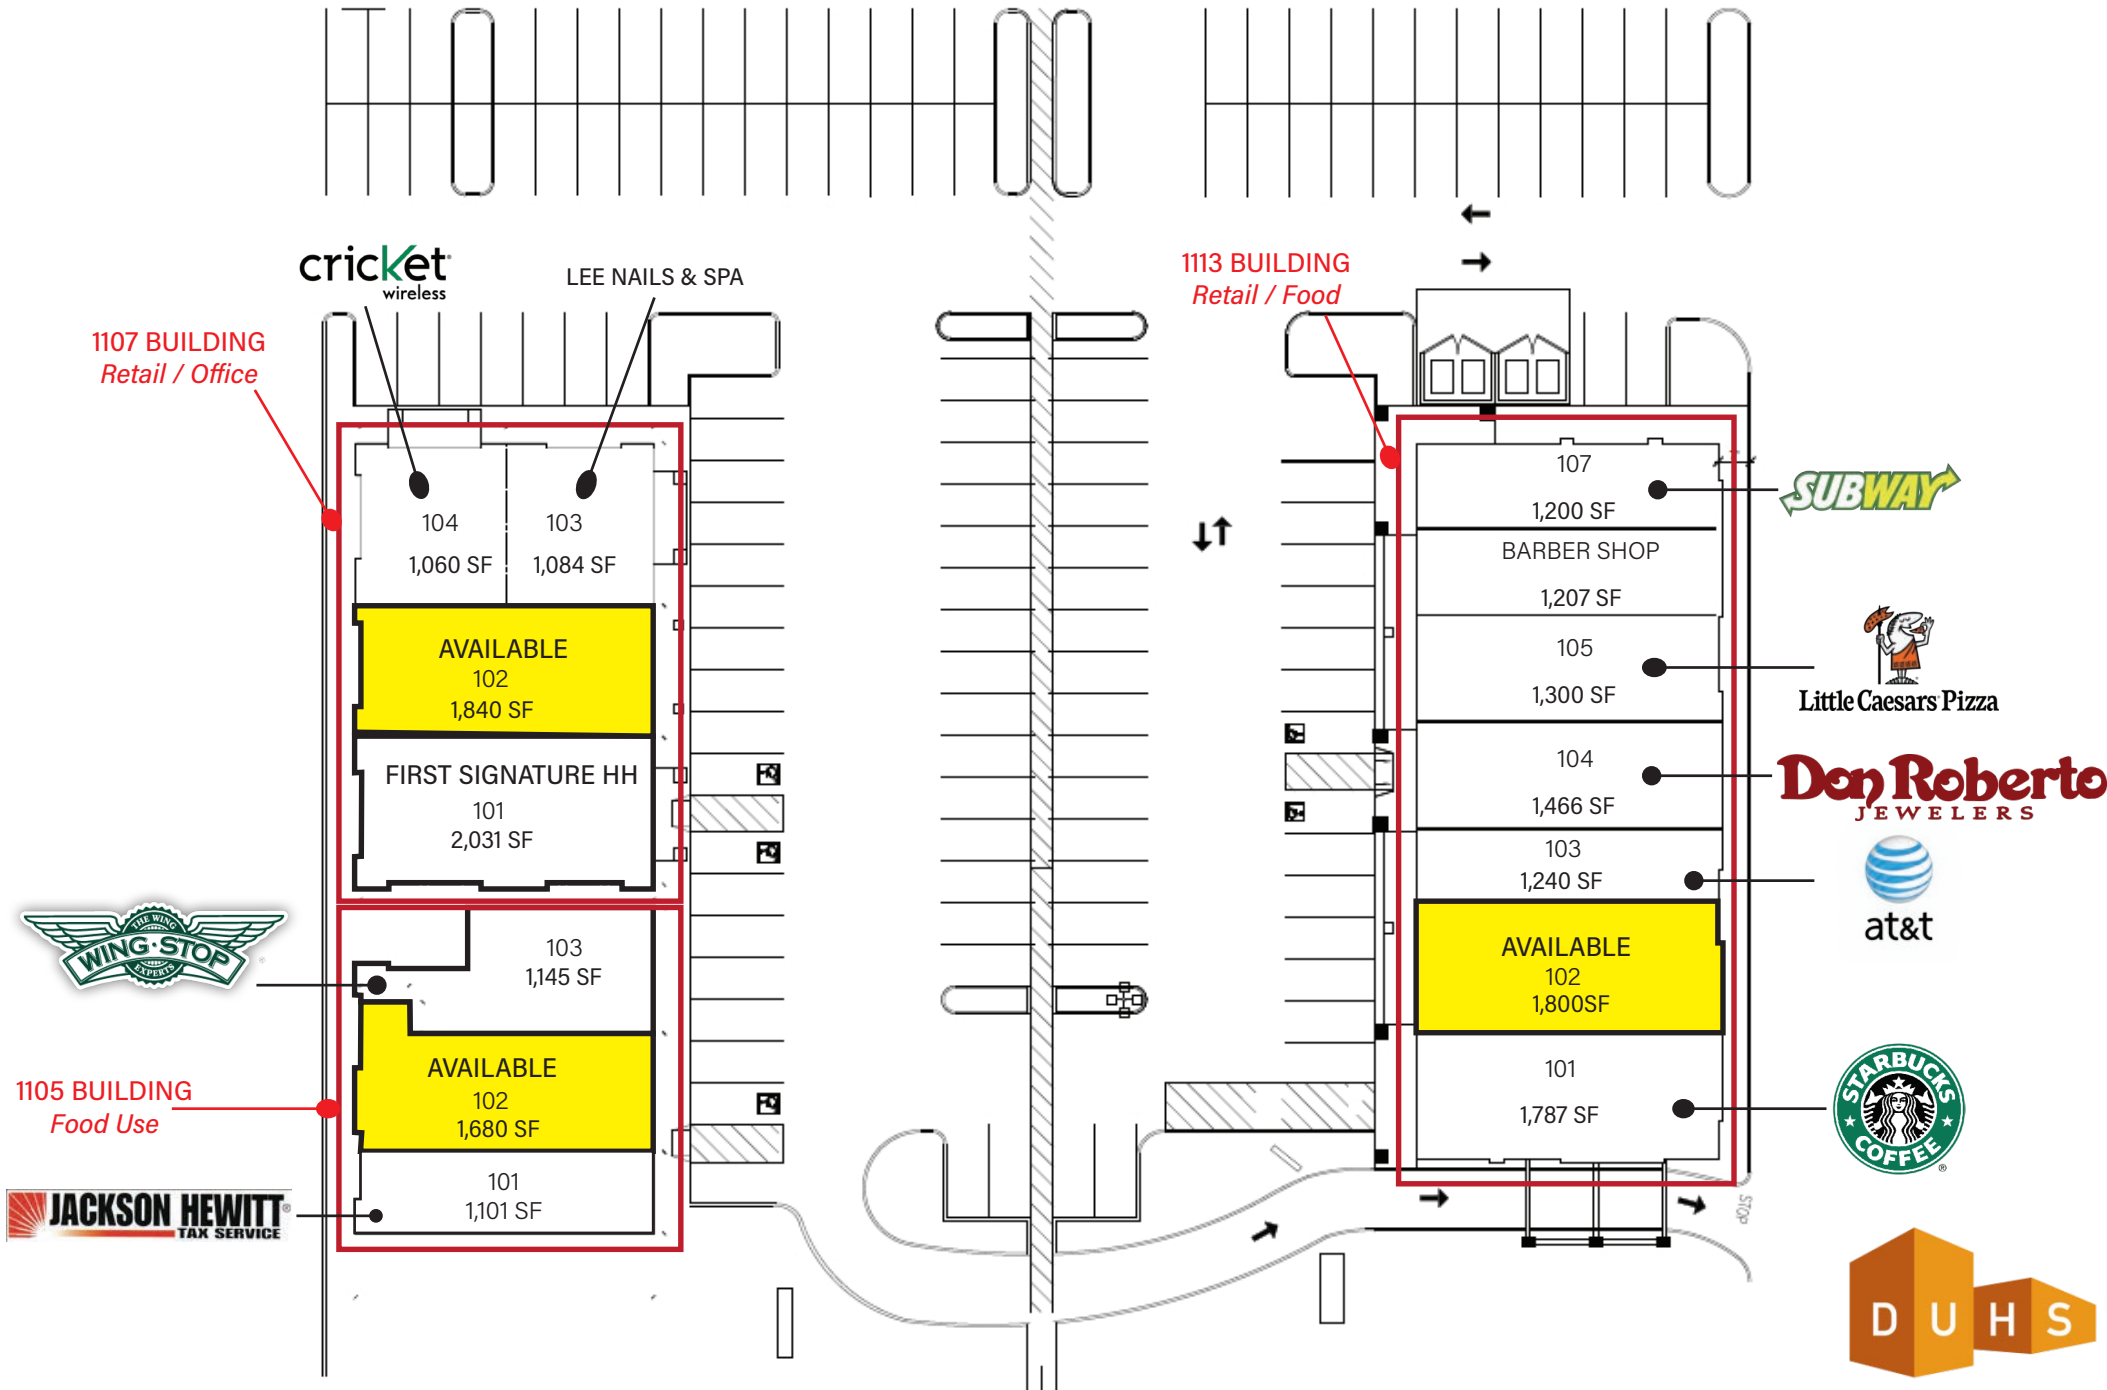 cricket
wireless
LEE NAILS & SPA
1107 BUILDING
Retail / Office
104
1,060 SF
103
1,084 SF
AVAILABLE
102
1,840 SF
FIRST SIGNATURE HH
101
2,031 SF
THE WING
WING·STOP
EXPERTS
103
1,145 SF
AVAILABLE
102
1,680 SF
1105 BUILDING
Food Use
101
1,101 SF
JACKSON HEWITT®
TAX SERVICE
1113 BUILDING
Retail / Food
107
1,200 SF
SUBWAY
BARBER SHOP
1,207 SF
105
1,300 SF
Little Caesars Pizza
104
1,466 SF
Don Roberto
JEWELERS
103
1,240 SF
at&t
AVAILABLE
102
1,800SF
101
1,787 SF
STARBUCKS
COFFEE
®
STOP
DUHS